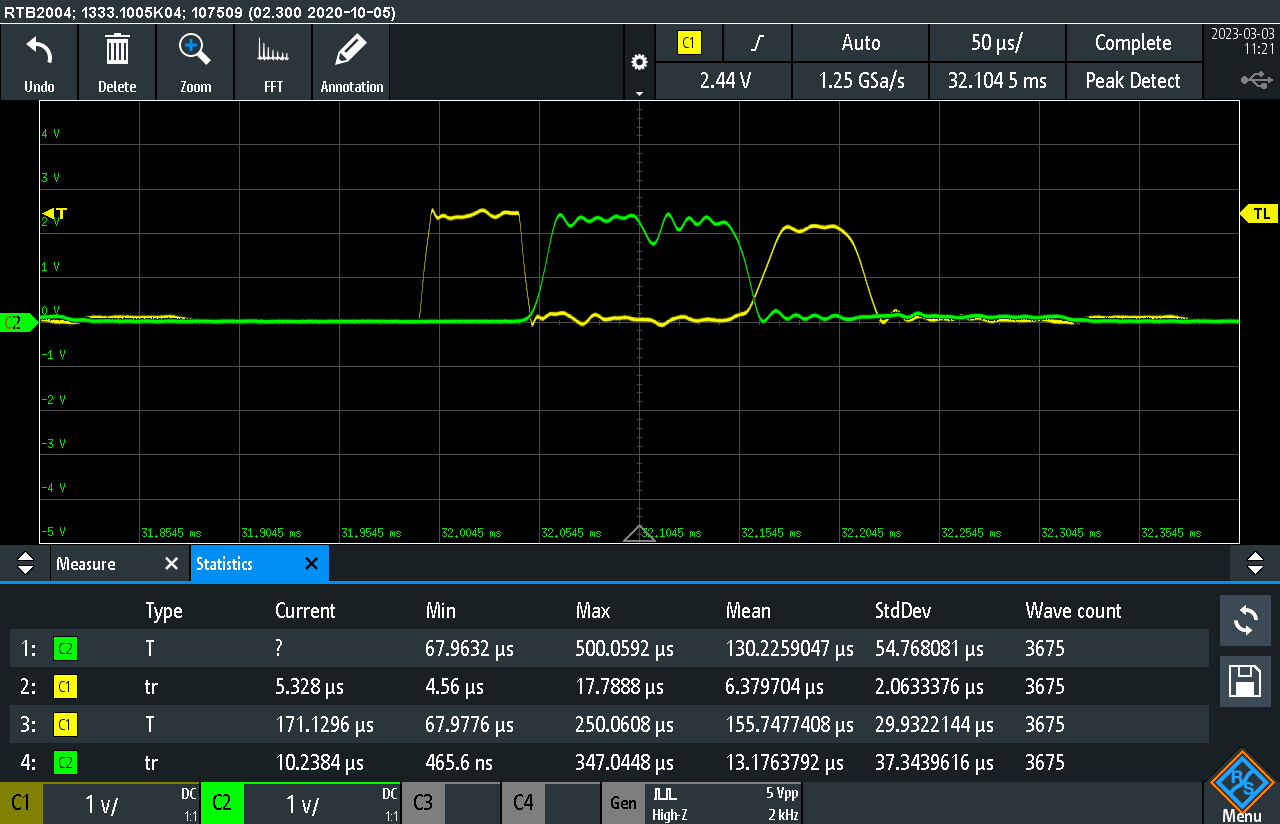 RTB2004; 1333.1005K04; 107509 (02.300 2020-10-05)
Undo Delete Zoom FFT Annotation
C1 Auto 50 µs/ Complete
2.44 V 1.25 GSa/s 32.104 5 ms Peak Detect
2023-03-03
11:21
4 V
3 V
T TL
2 V
1 V
0 V
C2
-1 V
-2 V
-3 V
-4 V
-5 V 31.8545 ms 31.9045 ms 31.9545 ms 32.0045 ms 32.0545 ms 32.1045 ms 32.1545 ms 32.2045 ms 32.2545 ms 32.3045 ms 32.3545 ms
Measure Statistics
Type Current Min Max Mean StdDev Wave count
1: C2 T ? 67.9632 µs 500.0592 µs 130.2259047 µs 54.768081 µs 3675
2: C1 tr 5.328 µs 4.56 µs 17.7888 µs 6.379704 µs 2.0633376 µs 3675
3: C1 T 171.1296 µs 67.9776 µs 250.0608 µs 155.7477408 µs 29.9322144 µs 3675
4: C2 tr 10.2384 µs 465.6 ns 347.0448 µs 13.1763792 µs 37.3439616 µs 3675
C1 1 V/ DC 1:1 C2 1 V/ DC 1:1 C3 C4 Gen High-Z 5 Vpp 2 kHz
R&S
Menu